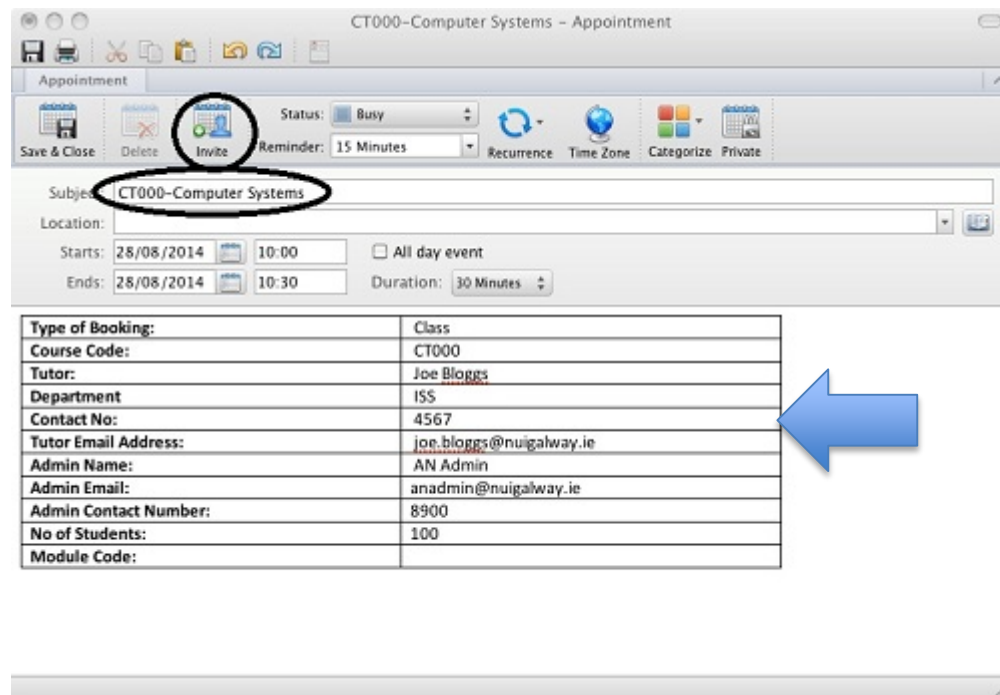 CT000-Computer Systems - Appointment
Appointment
Save & Close Delete Invite Status: Busy Reminder: 15 Minutes Recurrence Time Zone Categorize Private
Subject: CT000-Computer Systems
Location:
Starts: 28/08/2014 10:00 All day event
Ends: 28/08/2014 10:30 Duration: 30 Minutes
Type of Booking: Class
Course Code: CT000
Tutor: Joe Bloggs
Department ISS
Contact No: 4567
Tutor Email Address: joe.bloggs@nuigalway.ie
Admin Name: AN Admin
Admin Email: anadmin@nuigalway.ie
Admin Contact Number: 8900
No of Students: 100
Module Code: